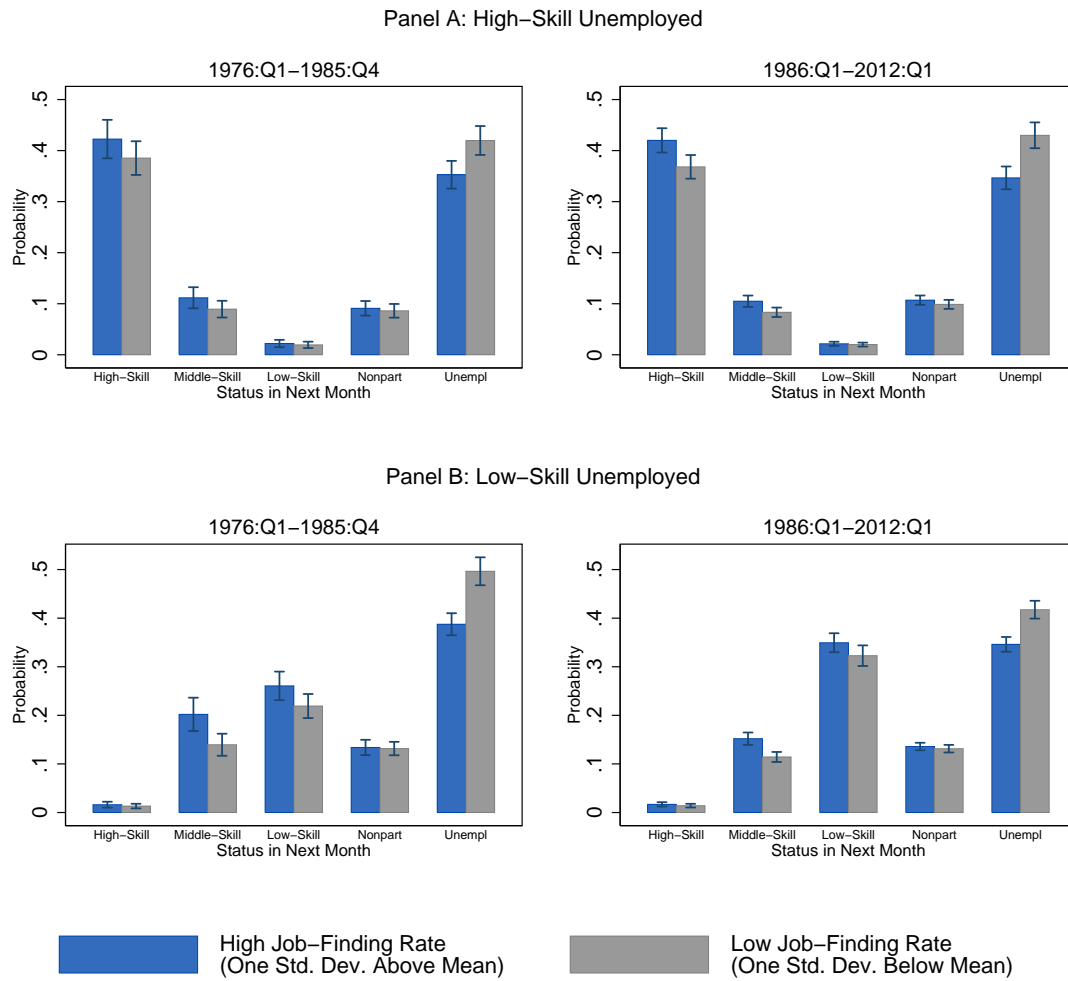 Panel A: High−Skill Unemployed
1976:Q1−1985:Q4
1986:Q1−2012:Q1
Probability
0 .1 .2 .3 .4 .5
High−Skill Middle−Skill Low−Skill Nonpart Unempl
Status in Next Month
Probability
0 .1 .2 .3 .4 .5
High−Skill Middle−Skill Low−Skill Nonpart Unempl
Status in Next Month
Panel B: Low−Skill Unemployed
1976:Q1−1985:Q4
1986:Q1−2012:Q1
Probability
0 .1 .2 .3 .4 .5
High−Skill Middle−Skill Low−Skill Nonpart Unempl
Status in Next Month
Probability
0 .1 .2 .3 .4 .5
High−Skill Middle−Skill Low−Skill Nonpart Unempl
Status in Next Month
High Job−Finding Rate
(One Std. Dev. Above Mean)
Low Job−Finding Rate
(One Std. Dev. Below Mean)